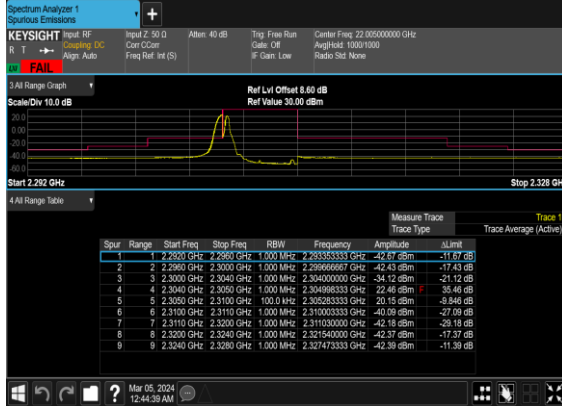 Spectrum Analyzer 1
Spurious Emissions
KEYSIGHT Input: RF Input Z: 50 Ω Atten: 40 dB Trig: Free Run Center Freq: 22.005000000 GHz
R T Coupling: DC Corr CCorr Gate: Off Avg|Hold: 1000/1000
Align: Auto Freq Ref: Int (S) IF Gain: Low Radio Std: None
FAIL
3 All Range Graph
Ref Lvl Offset 8.60 dB
Scale/Div 10.0 dB Ref Value 30.00 dBm
20.0
0.00
-20.0
-40.0
-60.0
Start 2.292 GHz Stop 2.328 GH
4 All Range Table
Measure Trace Trace 1
Trace Type Trace Average (Active)
Spur Range Start Freq Stop Freq RBW Frequency Amplitude ΔLimit
1 1 2.2920 GHz 2.2960 GHz 1.000 MHz 2.293353333 GHz -42.67 dBm -11.67 dB
2 2 2.2960 GHz 2.3000 GHz 1.000 MHz 2.299666667 GHz -42.43 dBm -17.43 dB
3 3 2.3000 GHz 2.3040 GHz 1.000 MHz 2.304000000 GHz -34.12 dBm -21.12 dB
4 4 2.3040 GHz 2.3050 GHz 1.000 MHz 2.304998333 GHz 22.46 dBm F 35.46 dB
5 5 2.3050 GHz 2.3100 GHz 100.0 kHz 2.305283333 GHz 20.15 dBm -9.846 dB
6 6 2.3100 GHz 2.3110 GHz 1.000 MHz 2.310003333 GHz -40.09 dBm -27.09 dB
7 7 2.3110 GHz 2.3200 GHz 1.000 MHz 2.311030000 GHz -42.18 dBm -29.18 dB
8 8 2.3200 GHz 2.3240 GHz 1.000 MHz 2.321540000 GHz -42.37 dBm -17.37 dB
9 9 2.3240 GHz 2.3280 GHz 1.000 MHz 2.327473333 GHz -42.39 dBm -11.39 dB
Mar 05, 2024
12:44:39 AM